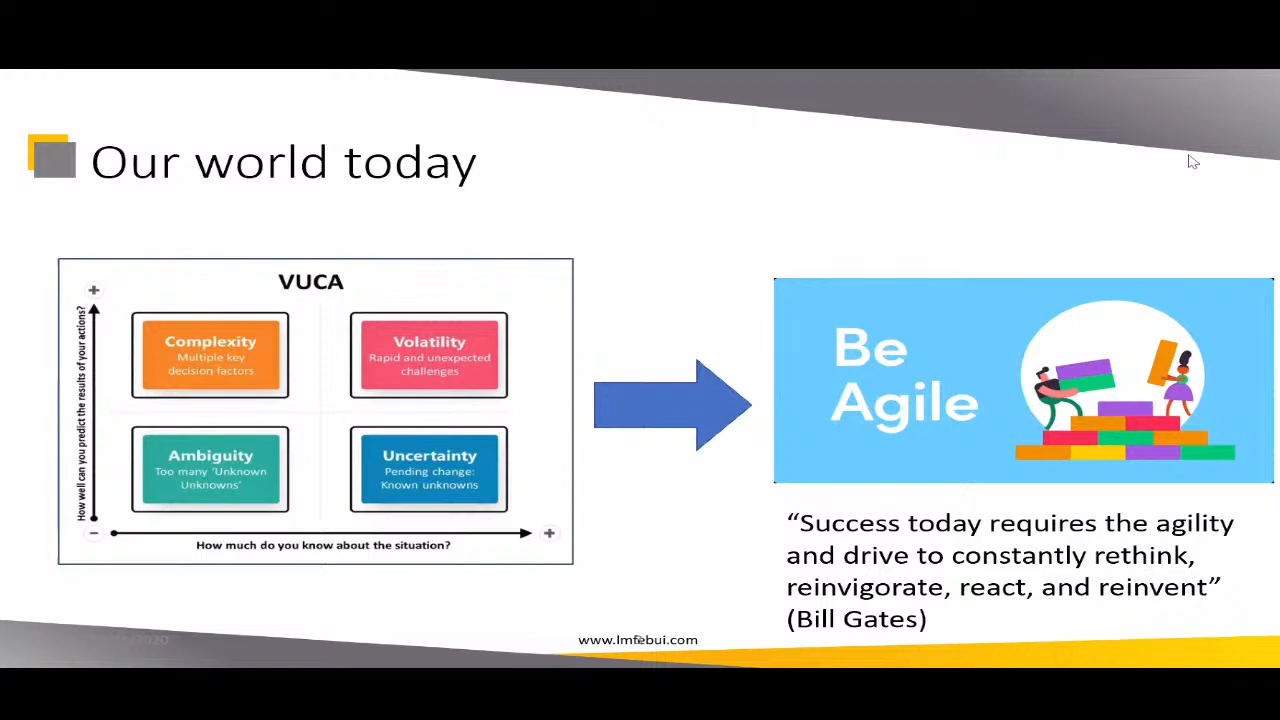 Our world today
VUCA
How well can you predict the results of your actions?
+
Complexity
Multiple key
decision factors
Volatility
Rapid and unexpected
challenges
Ambiguity
Too many ‘Unknown
Unknowns’
Uncertainty
Pending change:
Known unknowns
−
+
How much do you know about the situation?
Be
Agile
“Success today requires the agility
and drive to constantly rethink,
reinvigorate, react, and reinvent”
(Bill Gates)
www.lmfebui.com